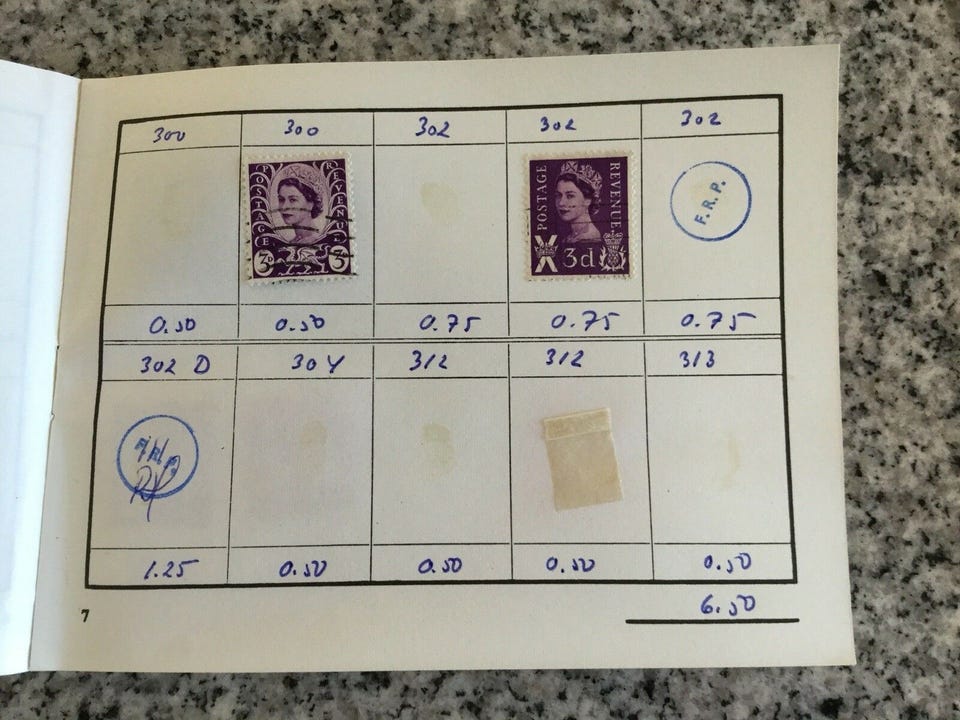 300 300 302 302 302
POSTAGE REVENUE
3D 3D
POSTAGE REVENUE
3d
F.R.P.
0.50 0.50 0.75 0.75 0.75
302 D 304 312 312 313
1.25 0.50 0.50 0.50 0.50
6.50
7